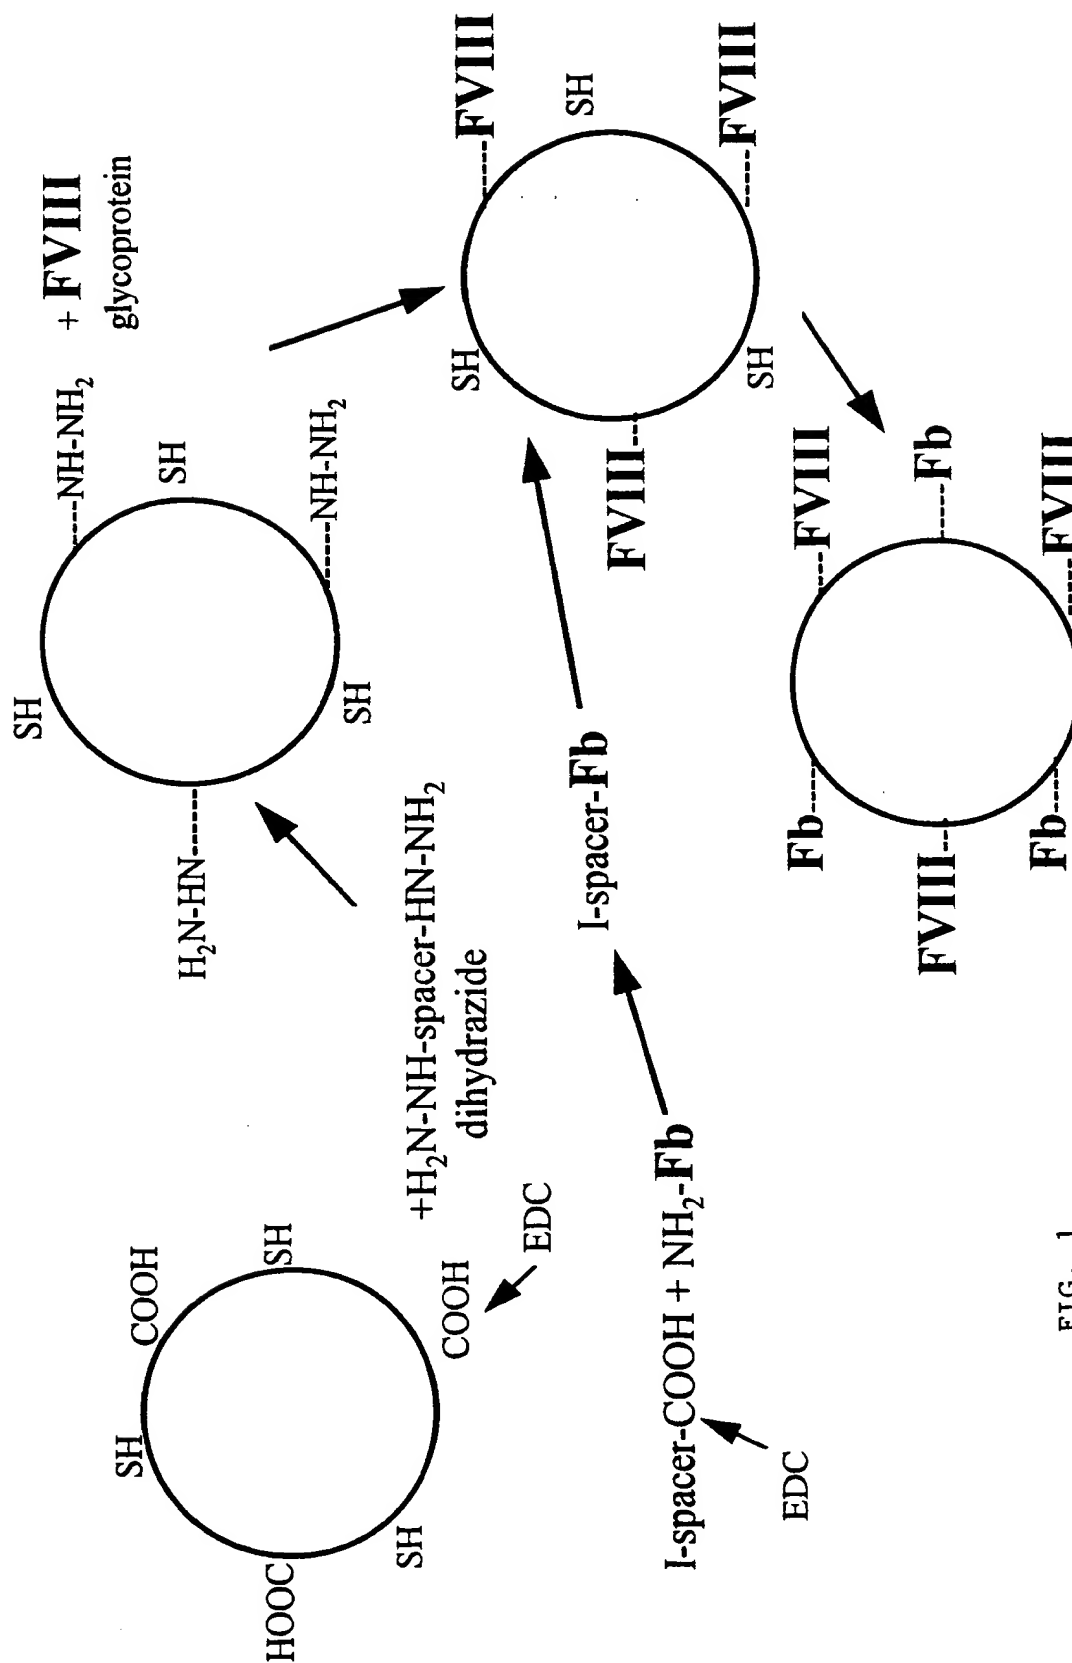 COOH
SH
SH
HOOC
SH
COOH
EDC
+H₂N-NH-spacer-HN-NH₂
dihydrazide
SH
NH-NH₂
SH
H₂N-HN
SH
NH-NH₂
+ FVIII
glycoprotein
I-spacer-COOH + NH₂-Fb
EDC
I-spacer-Fb
FVIII
SH
SH
FVIII
SH
FVIII
Fb
FVIII
Fb
FVIII
Fb
FVIII
FIG. 1